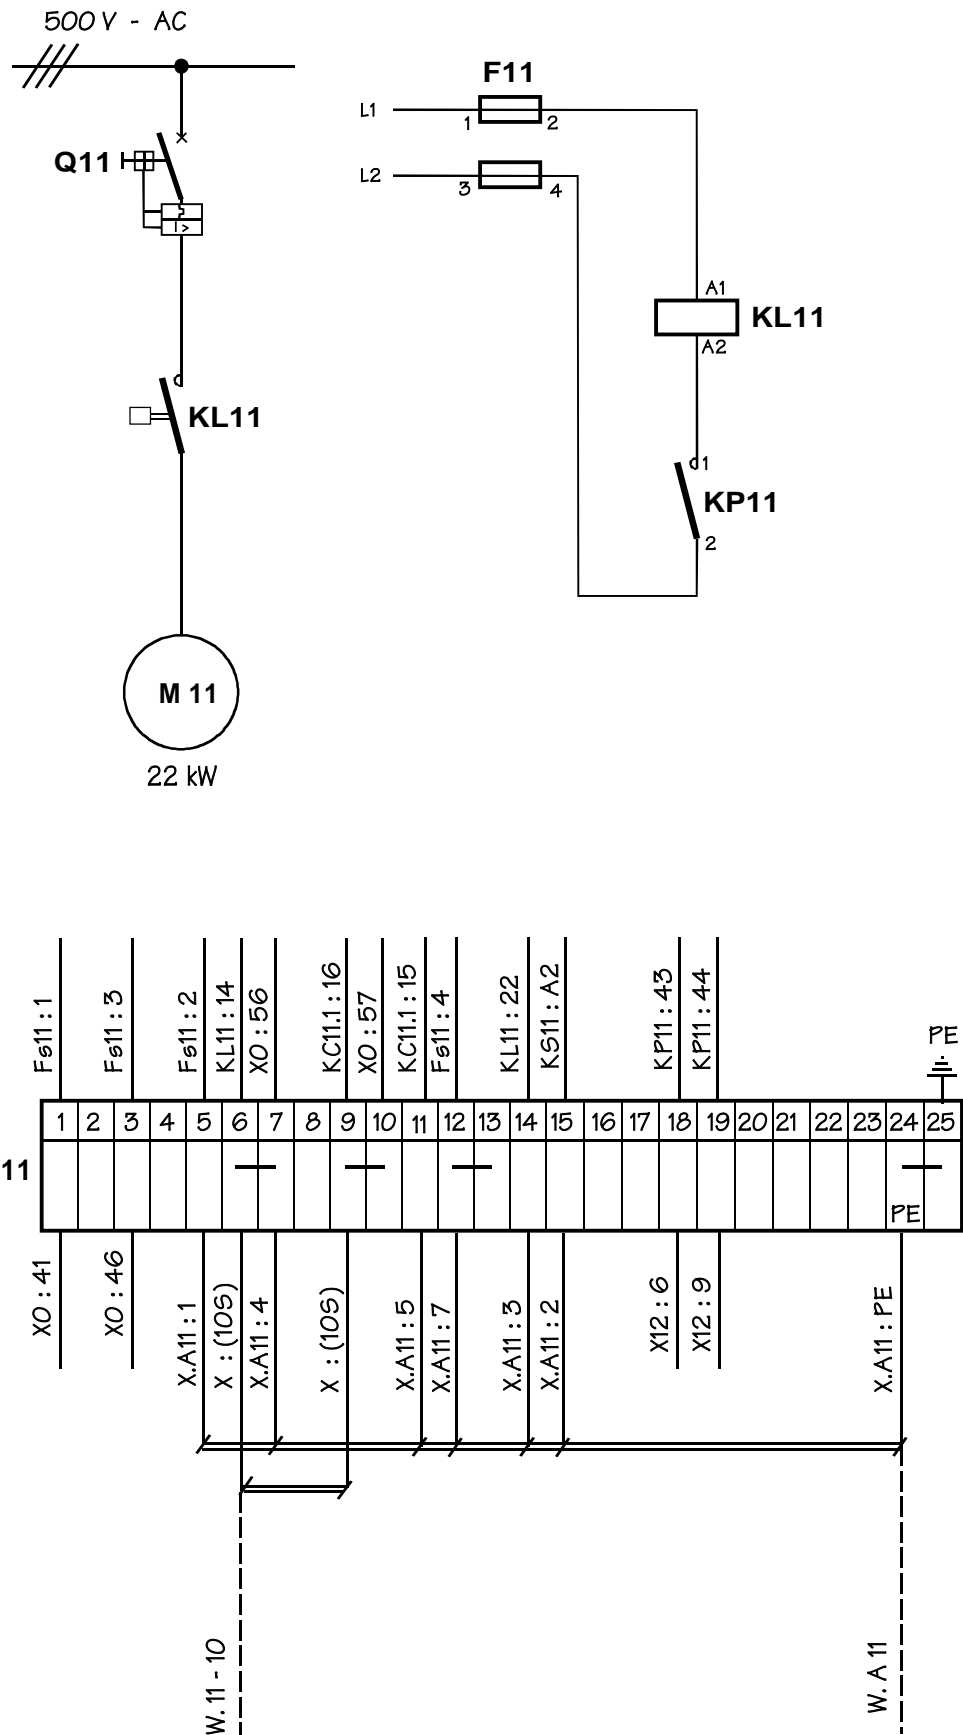 500 V - AC
Q11
I >
KL11
M 11
22 kW
F11
L1
1
2
L2
3
4
A1
KL11
A2
1
KP11
2
Fs11 : 1
Fs11 : 3
Fs11 : 2
KL11 : 14
X0 : 56
KC11.1 : 16
X0 : 57
KC11.1 : 15
Fs11 : 4
KL11 : 22
KS11 : A2
KP11 : 43
KP11 : 44
PE
1 2 3 4 5 6 7 8 9 10 11 12 13 14 15 16 17 18 19 20 21 22 23 24 25
11
PE
X0 : 41
X0 : 46
X.A11 : 1
X : (10S)
X.A11 : 4
X : (10S)
X.A11 : 5
X.A11 : 7
X.A11 : 3
X.A11 : 2
X12 : 6
X12 : 9
X.A11 : PE
W. 11 - 10
W. A 11